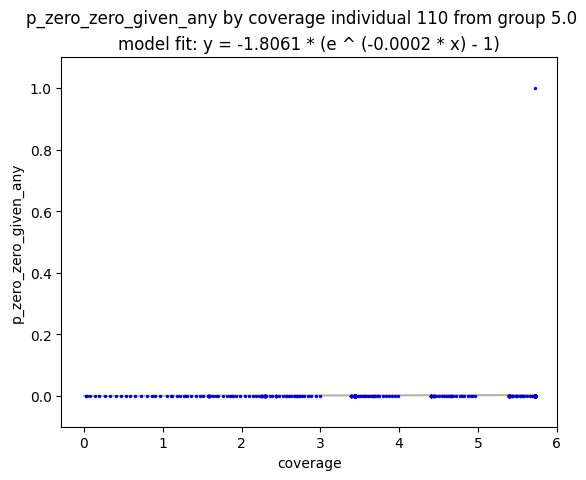 p_zero_zero_given_any by coverage individual 110 from group 5.0
model fit: y = -1.8061 * (e ^ (-0.0002 * x) - 1)
1.0
0.8
0.6
0.4
0.2
0.0
p_zero_zero_given_any
0 1 2 3 4 5 6
coverage